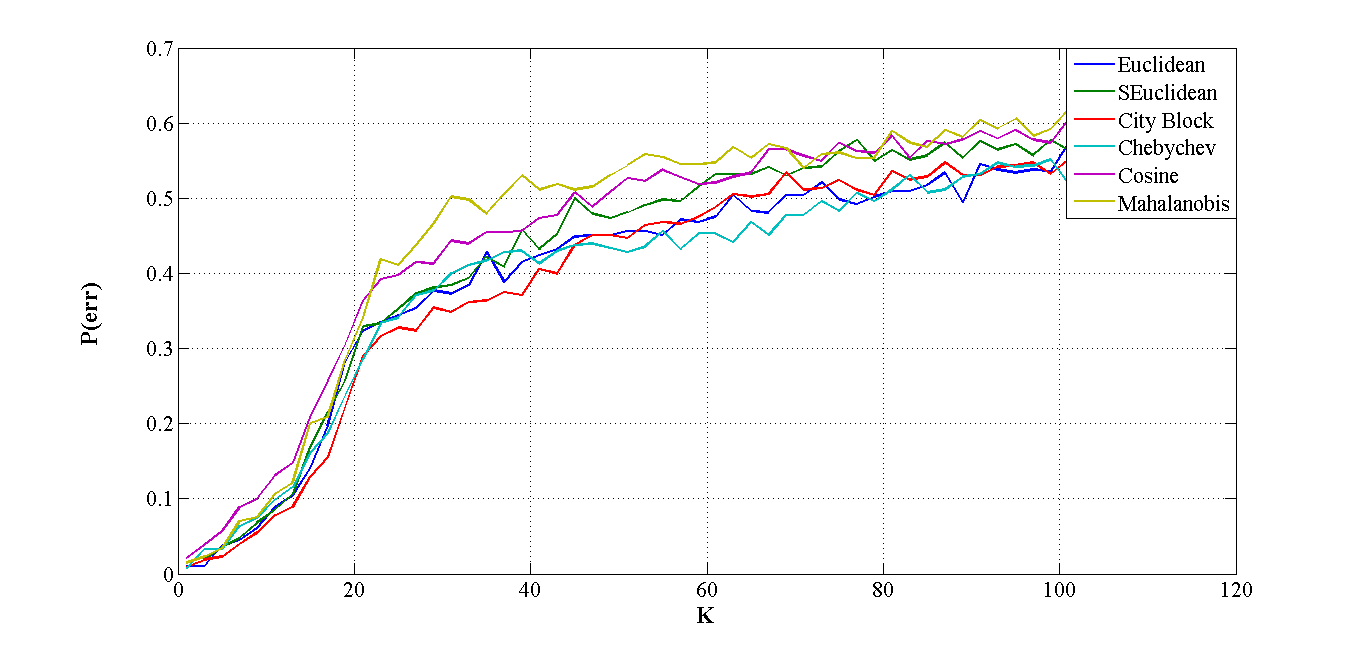 0.7
0.6
0.5
0.4
0.3
0.2
0.1
0
P(err)
0 20 40 60 80 100 120
K
Euclidean
SEuclidean
City Block
Chebychev
Cosine
Mahalanobis